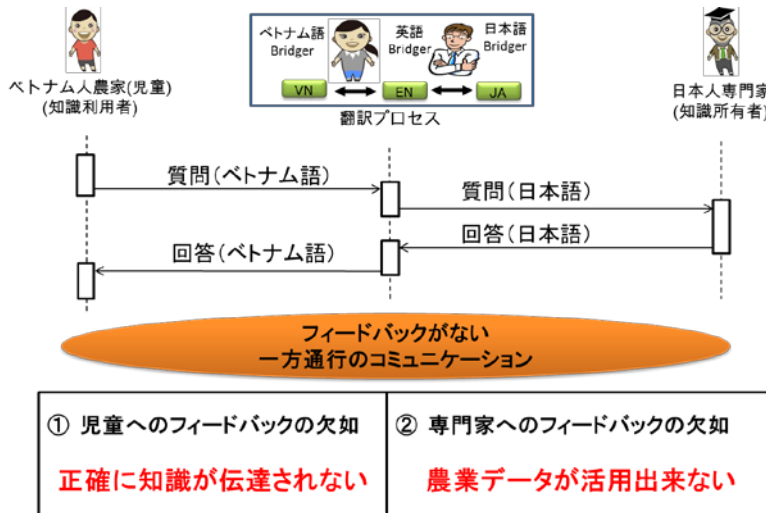 ベトナム語
Bridger
英語
Bridger
日本語
Bridger
VN
EN
JA
翻訳プロセス
ベトナム人農家(児童)
(知識利用者)
日本人専門家
(知識所有者)
質問(ベトナム語)
質問(日本語)
回答(日本語)
回答(ベトナム語)
フィードバックがない
一方通行のコミュニケーション
① 児童へのフィードバックの欠如
正確に知識が伝達されない
② 専門家へのフィードバックの欠如
農業データが活用出来ない